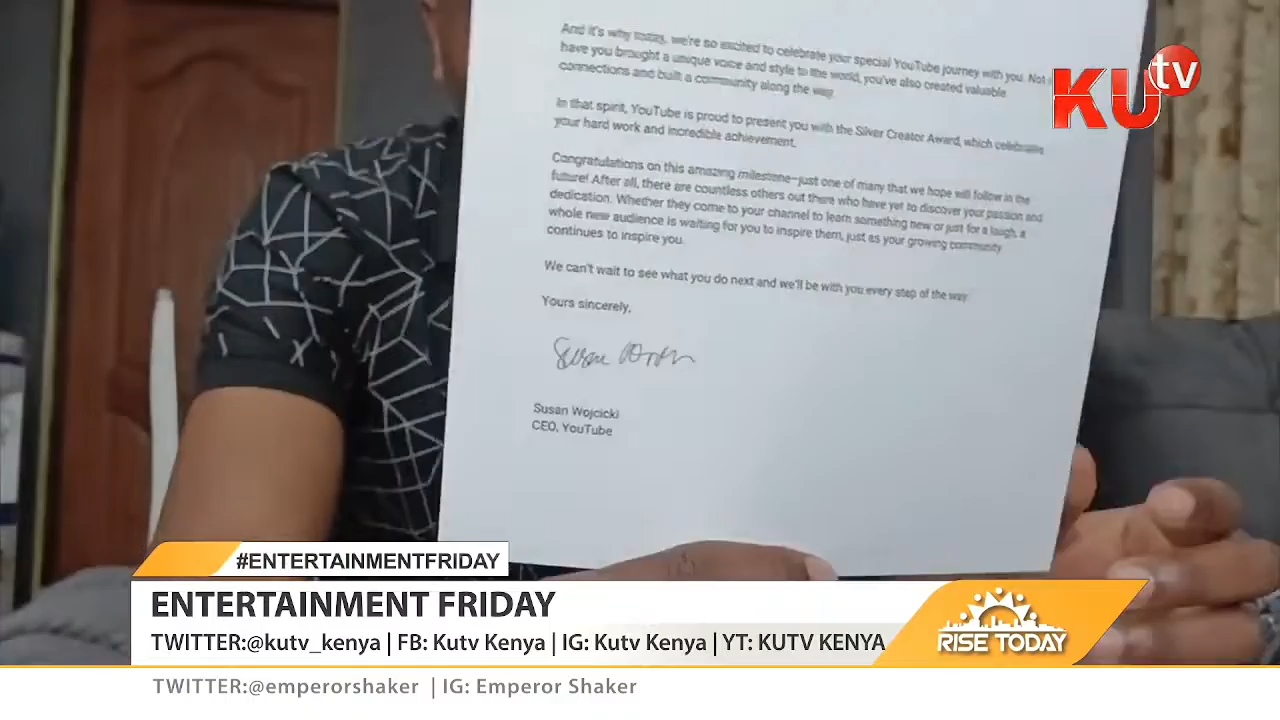 And it's why today, we're so excited to celebrate your special YouTube journey with you. Not
have you brought a unique voice and style to the world, you've also created valuable
connections and built a community along the way.
In that spirit, YouTube is proud to present you with the Silver Creator Award, which celebrates
your hard work and incredible achievement.
Congratulations on this amazing milestone—just one of many that we hope will follow in the
future! After all, there are countless others out there who have yet to discover your passion and
dedication. Whether they come to your channel to learn something new or just for a laugh, a
whole new audience is waiting for you to inspire them, just as your growing community
continues to inspire you.
We can't wait to see what you do next and we'll be with you every step of the way.
Yours sincerely,
Susan Wojcicki
CEO, YouTube
KUtv
#ENTERTAINMENTFRIDAY
ENTERTAINMENT FRIDAY
TWITTER:@kutv_kenya | FB: Kutv Kenya | IG: Kutv Kenya | YT: KUTV KENYA
RISE TODAY
TWITTER:@emperorshaker | IG: Emperor Shaker